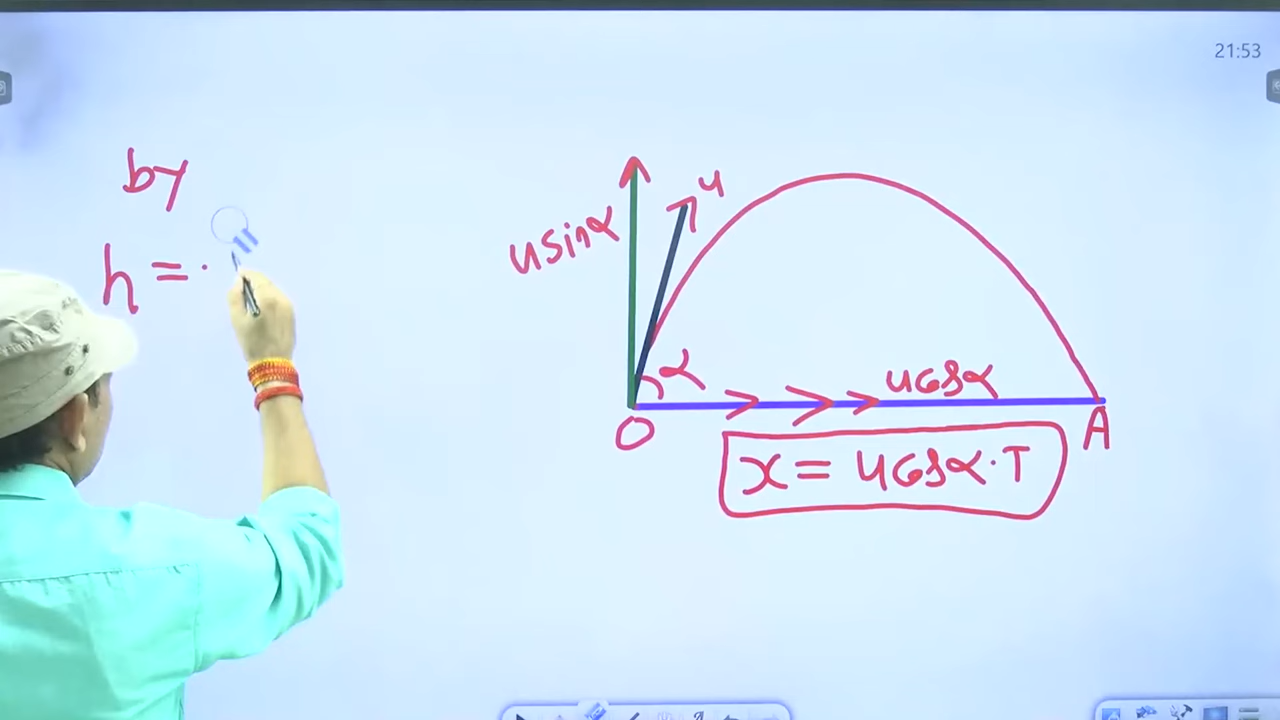 21:53
by
h = ·
u
usinα
α
ucosα
O
A
x = ucosα·T